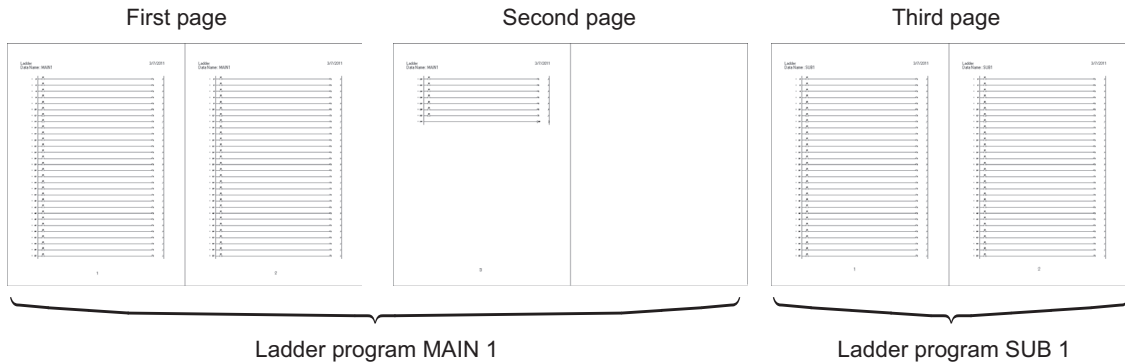 First page
Second page
Third page
Ladder 3/7/2011
Data Name: MAIN1
Ladder 3/7/2011
Data Name: MAIN1
Ladder 3/7/2011
Data Name: MAIN1
Ladder 3/7/2011
Data Name: SUB1
Ladder 3/7/2011
Data Name: SUB1
1
1
2
Ladder program MAIN 1
Ladder program SUB 1